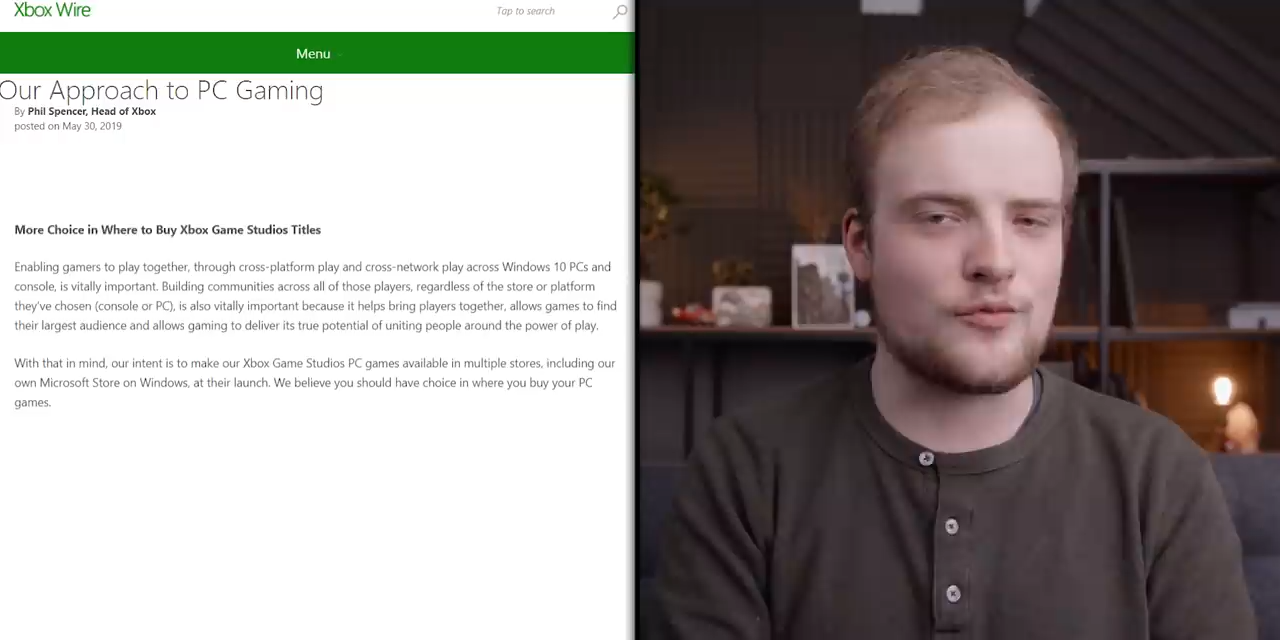 Xbox Wire
Tap to search
Menu
Our Approach to PC Gaming
By Phil Spencer, Head of Xbox
posted on May 30, 2019
More Choice in Where to Buy Xbox Game Studios Titles
Enabling gamers to play together, through cross-platform play and cross-network play across Windows 10 PCs and
console, is vitally important. Building communities across all of those players, regardless of the store or platform
they've chosen (console or PC), is also vitally important because it helps bring players together, allows games to find
their largest audience and allows gaming to deliver its true potential of uniting people around the power of play.
With that in mind, our intent is to make our Xbox Game Studios PC games available in multiple stores, including our
own Microsoft Store on Windows, at their launch. We believe you should have choice in where you buy your PC
games.